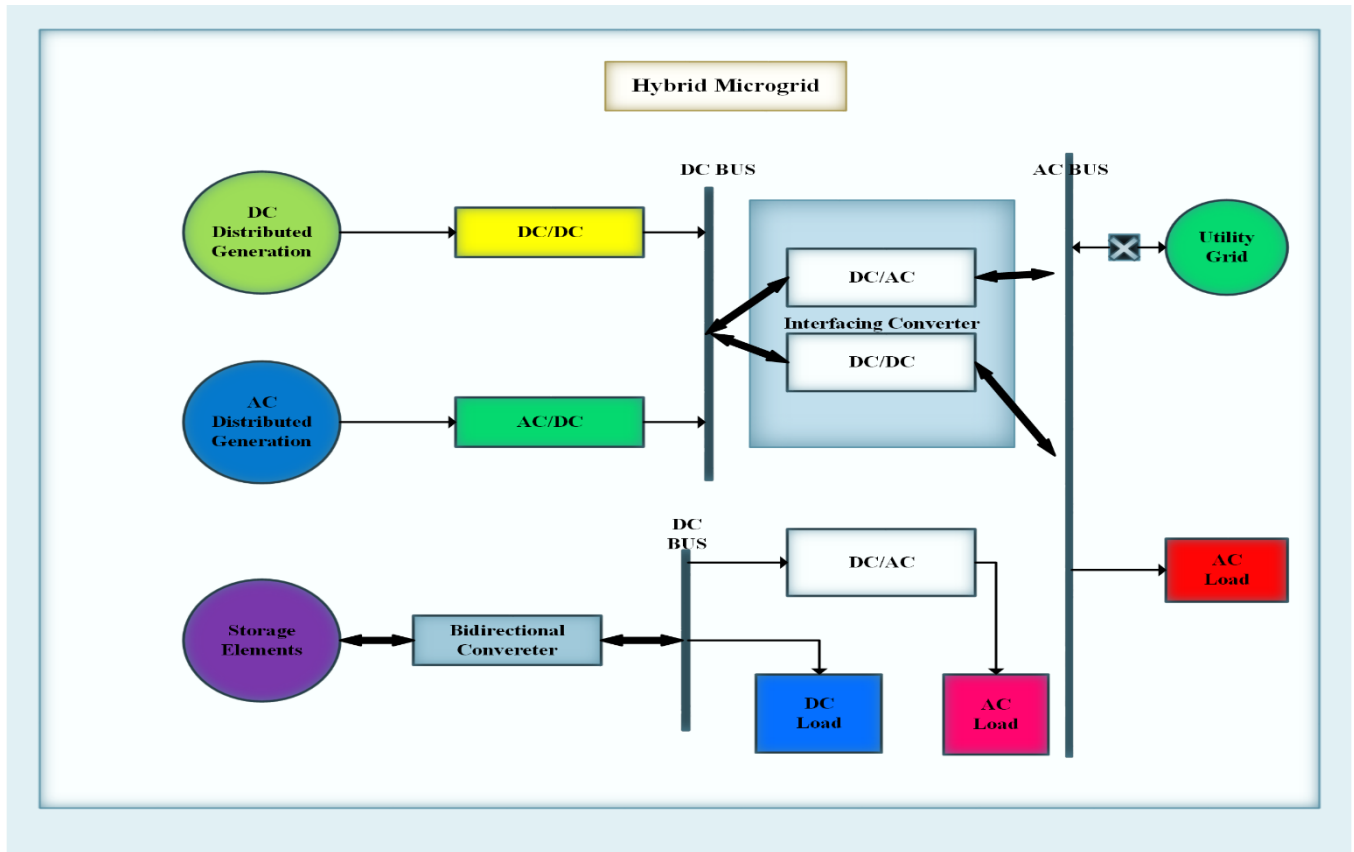 Hybrid Microgrid
DC BUS
AC BUS
DC
Distributed
Generation
DC/DC
Utility
Grid
DC/AC
Interfacing Converter
DC/DC
AC
Distributed
Generation
AC/DC
DC
BUS
DC/AC
AC
Load
Storage
Elements
Bidirectional
Convereter
DC
Load
AC
Load